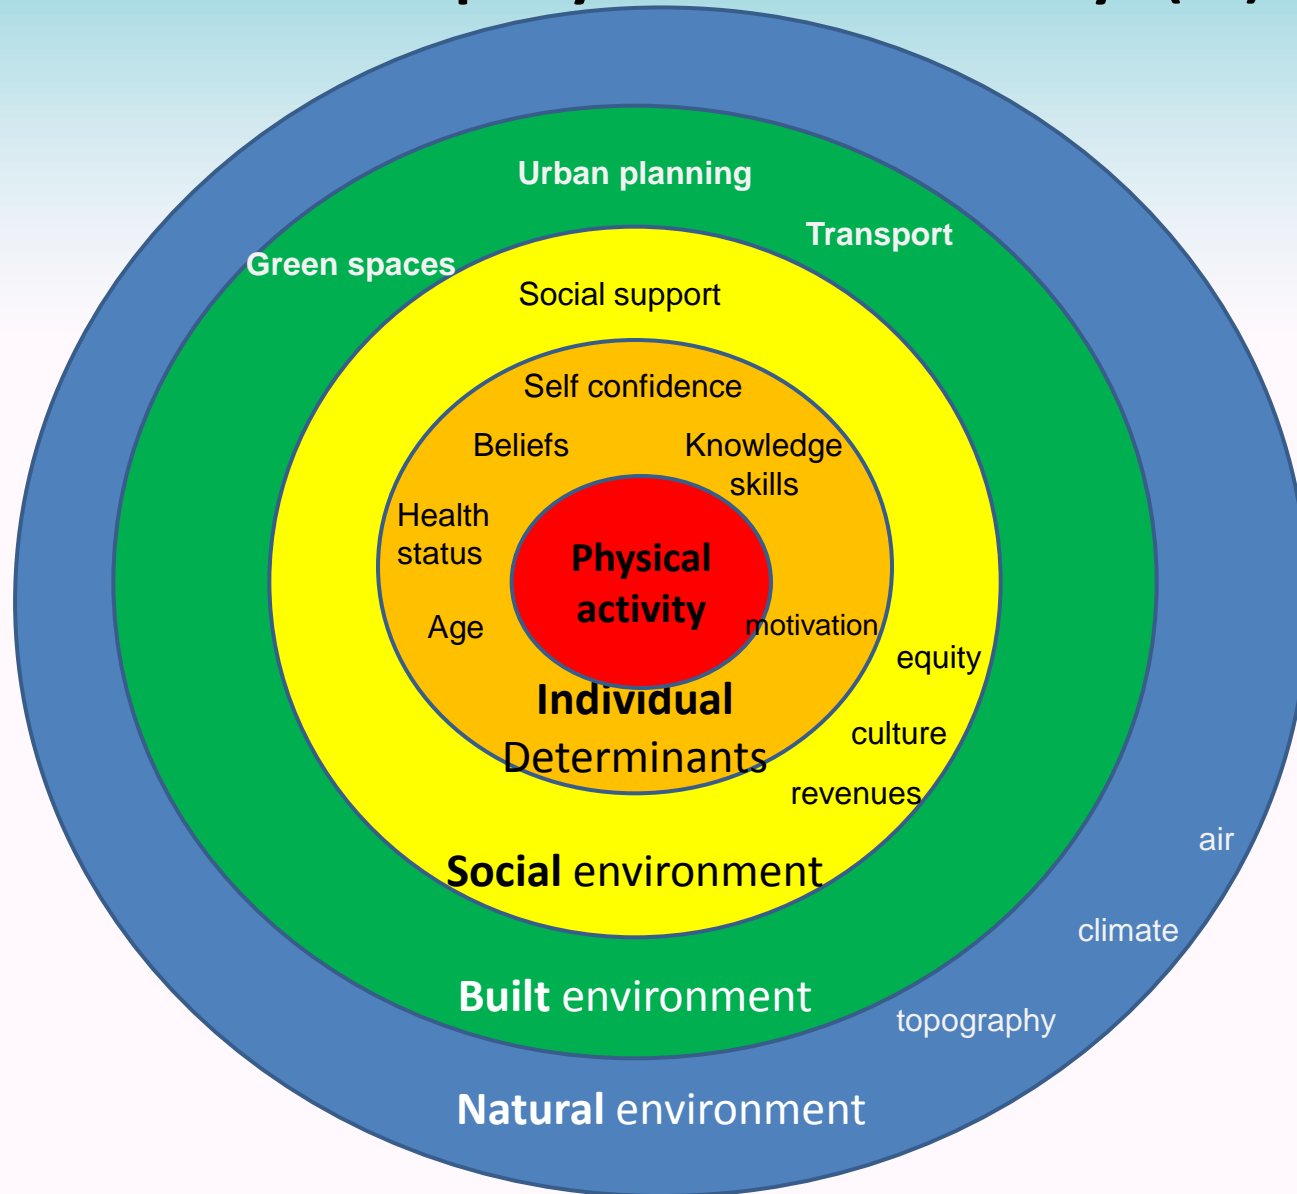 Urban planning
Transport
Green spaces
Social support
Self confidence
Beliefs
Knowledge
skills
Health
status
Physical
activity
Age
motivation
equity
Individual
culture
Determinants
revenues
air
Social environment
climate
Built environment
topography
Natural environment